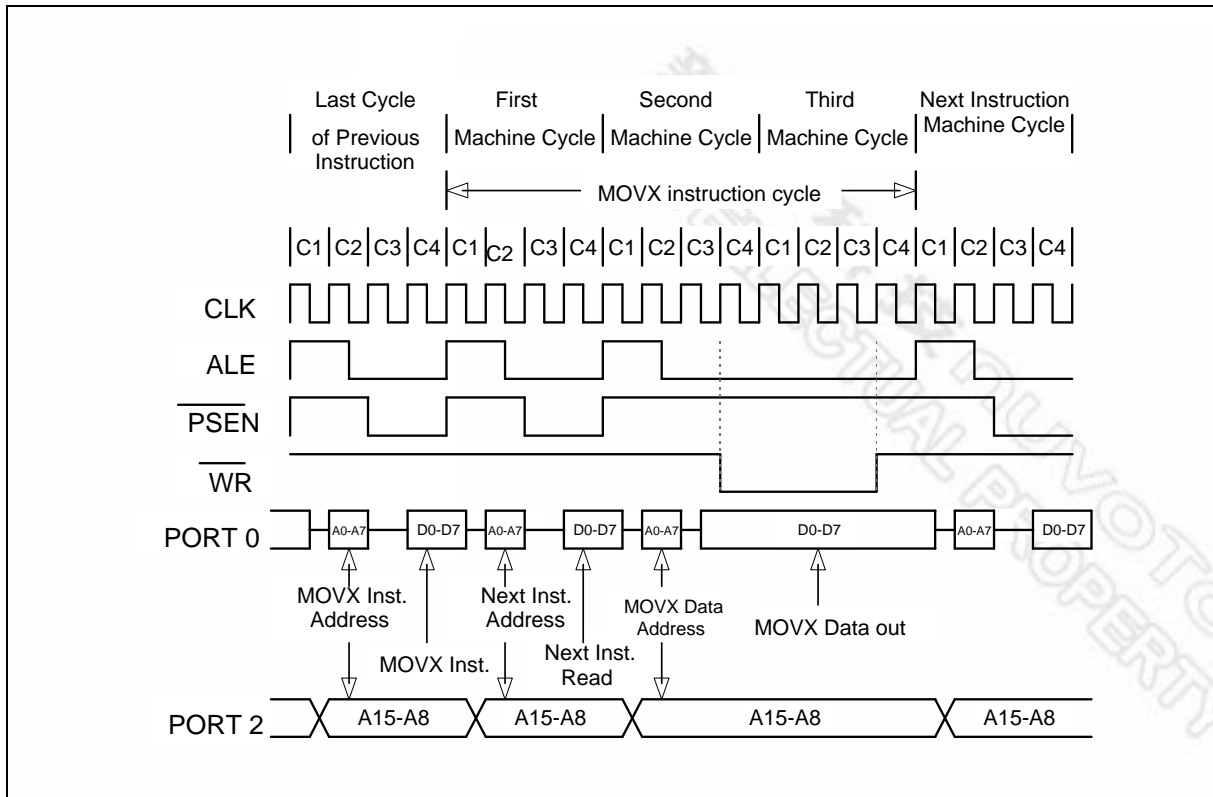 Last Cycle
of Previous
Instruction
First
Machine Cycle
Second
Machine Cycle
Third
Machine Cycle
Next Instruction
Machine Cycle
MOVX instruction cycle
C1 C2 C3 C4 C1 C2 C3 C4 C1 C2 C3 C4 C1 C2 C3 C4 C1 C2 C3 C4
CLK
ALE
PSEN
WR
PORT 0
A0-A7 D0-D7 A0-A7 D0-D7 A0-A7 D0-D7 A0-A7 D0-D7
MOVX Inst.
Address
MOVX Inst.
Next Inst.
Address
Next Inst.
Read
MOVX Data
Address
MOVX Data out
PORT 2
A15-A8 A15-A8 A15-A8 A15-A8
nuvoTo
LECTUAL PROPERTY